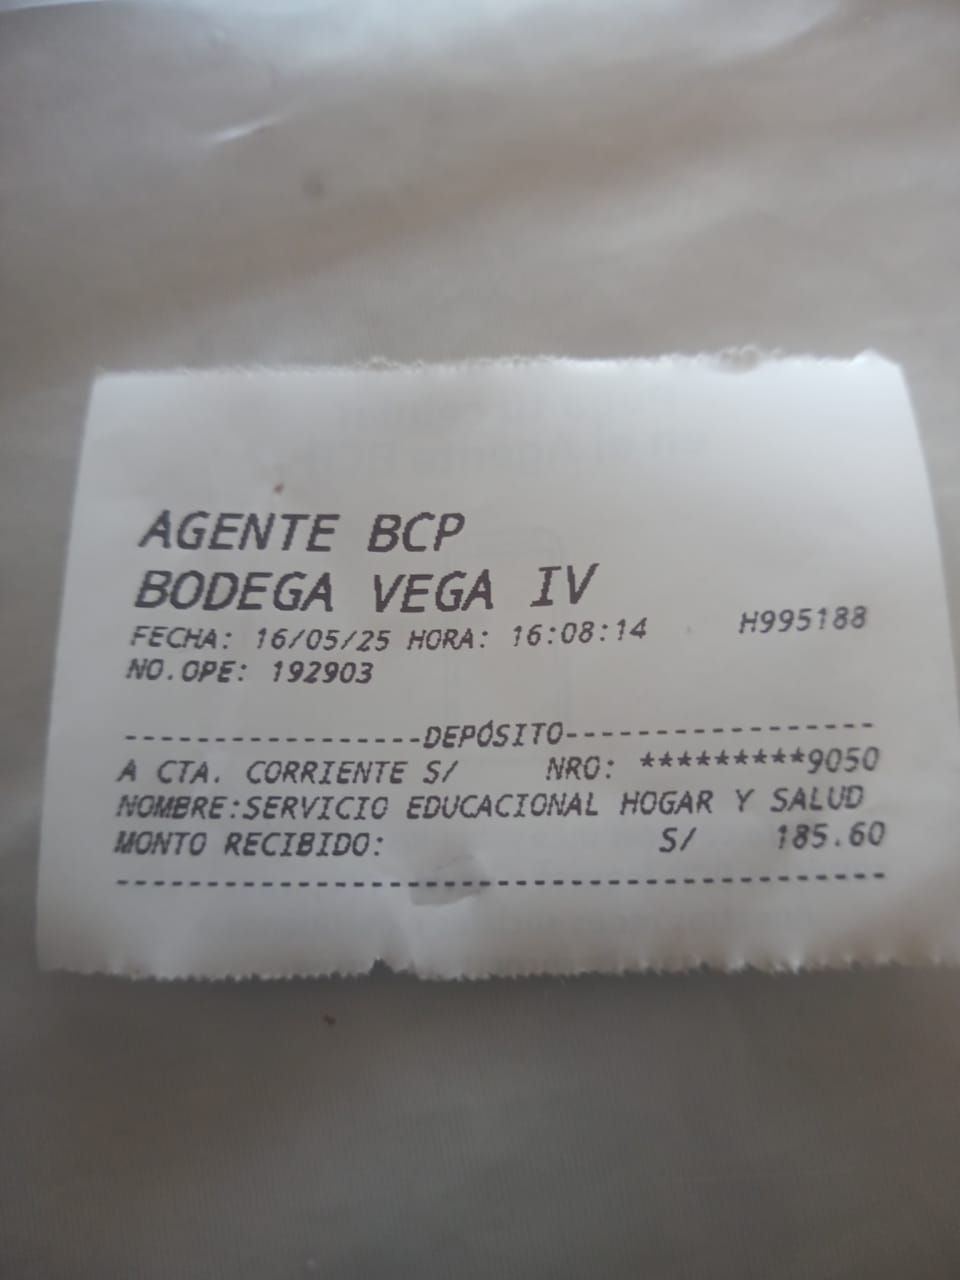 AGENTE BCP
BODEGA VEGA IV
FECHA: 16/05/25 HORA: 16:08:14 H995188
NO.OPE: 192903
-----------------DEPÓSITO-----------------
A CTA. CORRIENTE S/ NRO: *********9050
NOMBRE:SERVICIO EDUCACIONAL HOGAR Y SALUD
MONTO RECIBIDO: S/ 185.60
-------------------------------------------